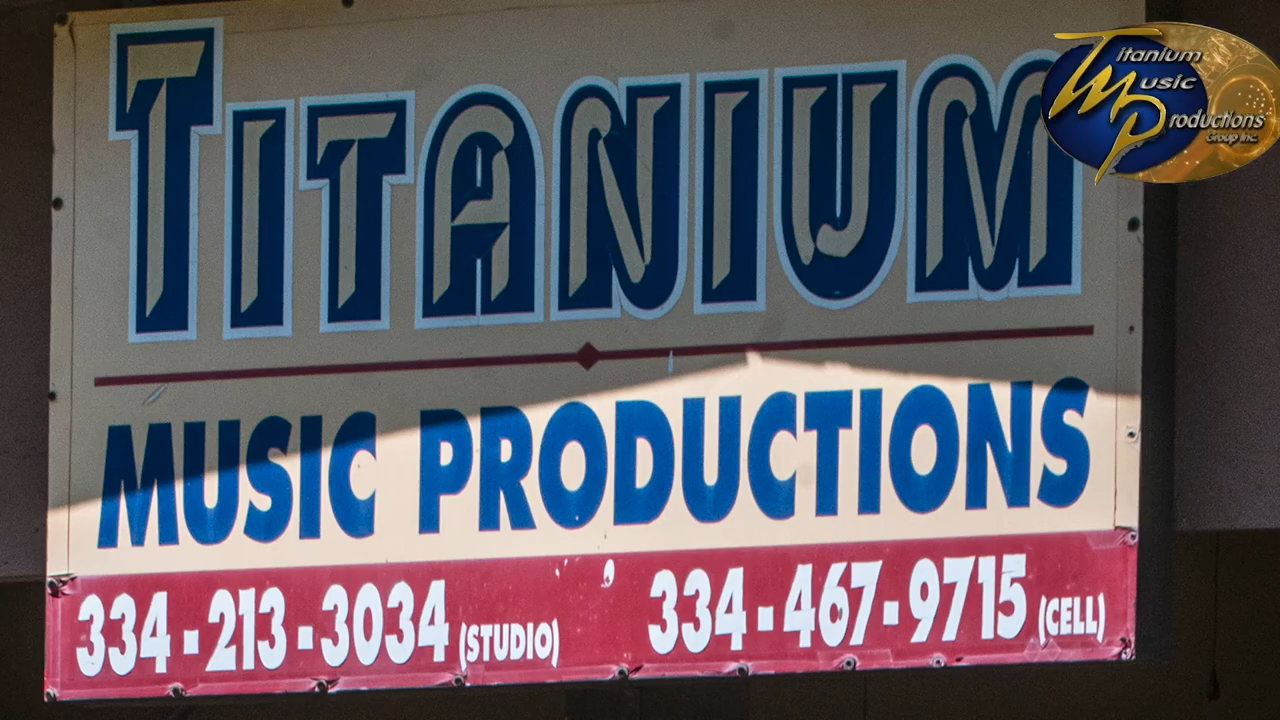 TITANIUM
MUSIC PRODUCTIONS
334-213-3034 (STUDIO) 334-467-9715 (CELL)
Titanium
Music
Productions
Group Inc.